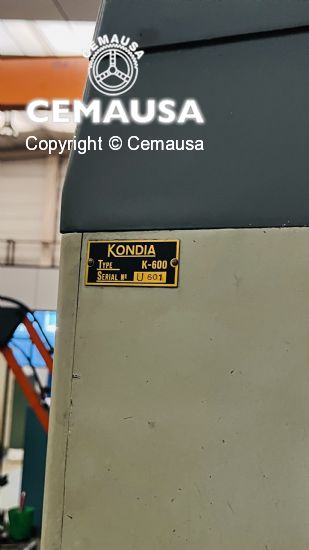 CEMAUSA
CEMAUSA
Copyright © Cemausa
KONDIA
TYPE K-600
SERIAL Nº U 601